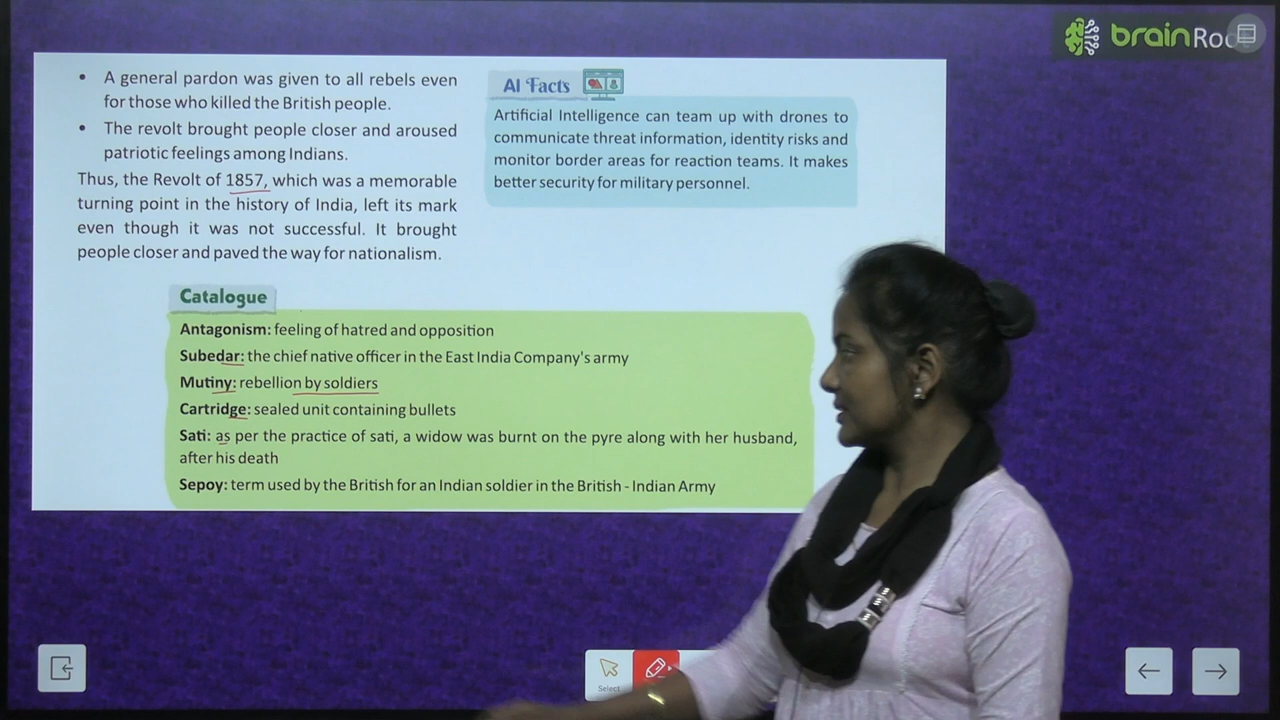 brain
• A general pardon was given to all rebels even
for those who killed the British people.
• The revolt brought people closer and aroused
patriotic feelings among Indians.
Thus, the Revolt of 1857, which was a memorable
turning point in the history of India, left its mark
even though it was not successful. It brought
people closer and paved the way for nationalism.
AI Facts
Artificial Intelligence can team up with drones to
communicate threat information, identity risks and
monitor border areas for reaction teams. It makes
better security for military personnel.
Catalogue
Antagonism: feeling of hatred and opposition
Subedar: the chief native officer in the East India Company's army
Mutiny: rebellion by soldiers
Cartridge: sealed unit containing bullets
Sati: as per the practice of sati, a widow was burnt on the pyre along with her husband,
after his death
Sepoy: term used by the British for an Indian soldier in the British - Indian Army
Select